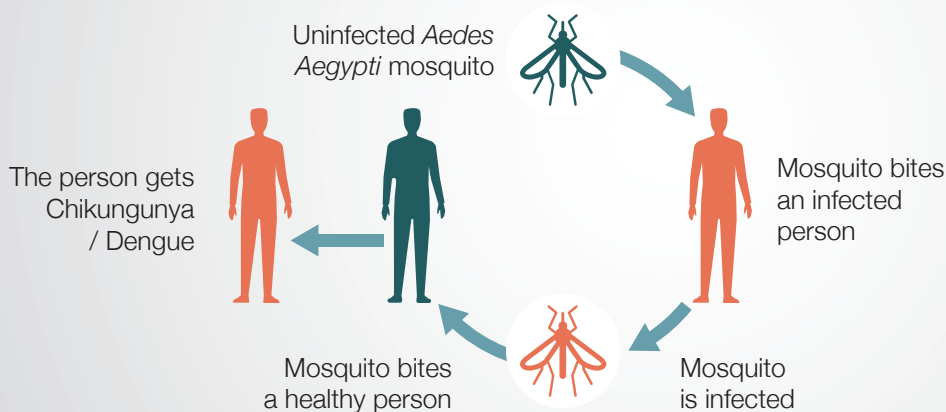 Uninfected Aedes
Aegypti mosquito
Mosquito bites
an infected
person
Mosquito
is infected
Mosquito bites
a healthy person
The person gets
Chikungunya
/ Dengue